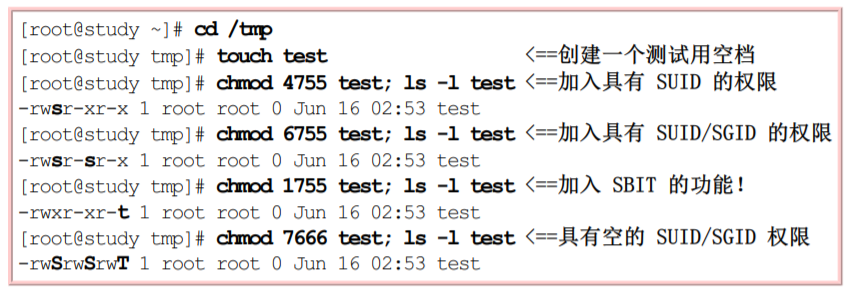 [root@study ~]# cd /tmp
[root@study tmp]# touch test <==创建一个测试用空档
[root@study tmp]# chmod 4755 test; ls -l test <==加入具有 SUID 的权限
-rwsr-xr-x 1 root root 0 Jun 16 02:53 test
[root@study tmp]# chmod 6755 test; ls -l test <==加入具有 SUID/SGID 的权限
-rwsr-sr-x 1 root root 0 Jun 16 02:53 test
[root@study tmp]# chmod 1755 test; ls -l test <==加入 SBIT 的功能！
-rwxr-xr-t 1 root root 0 Jun 16 02:53 test
[root@study tmp]# chmod 7666 test; ls -l test <==具有空的 SUID/SGID 权限
-rwSrwSrwT 1 root root 0 Jun 16 02:53 test